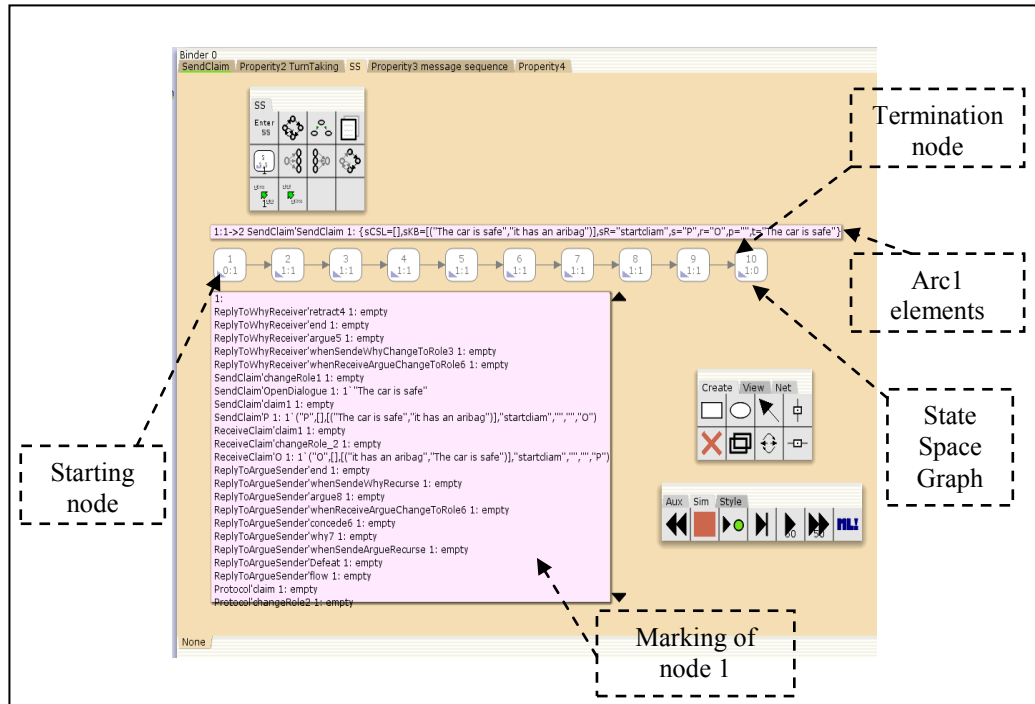 Binder 0
SendClaim Properity2 TurnTaking SS Properity3 message sequence Properity4
SS
Enter SS
1
1:1->2 SendClaim'SendClaim 1: {sCSL=[],sKB=[("The car is safe","it has an aribag")],sR="startdiam",s="P",r="O",p="",t="The car is safe"}
1 2 3 4 5 6 7 8 9 10
0:1 1:1 1:1 1:1 1:1 1:1 1:1 1:1 1:1 1:0
1:
ReplyToWhyReceiver'retract4 1: empty
ReplyToWhyReceiver'end 1: empty
ReplyToWhyReceiver'argue5 1: empty
ReplyToWhyReceiver'whenSendeWhyChangeToRole3 1: empty
ReplyToWhyReceiver'whenReceiveArgueChangeToRole6 1: empty
SendClaim'changeRole1 1: empty
SendClaim'OpenDialogue 1: 1`"The car is safe"
SendClaim'claim1 1: empty
SendClaim'P 1: 1`("P",[],[("The car is safe","it has an aribag")],"startdiam","","","O")
ReceiveClaim'claim1 1: empty
ReceiveClaim'changeRole_2 1: empty
ReceiveClaim'O 1: 1`("O",[],[("it has an aribag","The car is safe")],"startdiam","","","P")
ReplyToArgueSender'end 1: empty
ReplyToArgueSender'whenSendeWhyRecurse 1: empty
ReplyToArgueSender'argue8 1: empty
ReplyToArgueSender'whenReceiveArgueChangeToRole6 1: empty
ReplyToArgueSender'concede6 1: empty
ReplyToArgueSender'why7 1: empty
ReplyToArgueSender'whenSendeArgueRecurse 1: empty
ReplyToArgueSender'Defeat 1: empty
ReplyToArgueSender'flow 1: empty
Protocol'claim 1: empty
Protocol'changeRole2 1: empty
Create View Net
Aux Sim Style
50 50 ML!
None
Termination
node
Arc1
elements
State
Space
Graph
Starting
node
Marking of
node 1